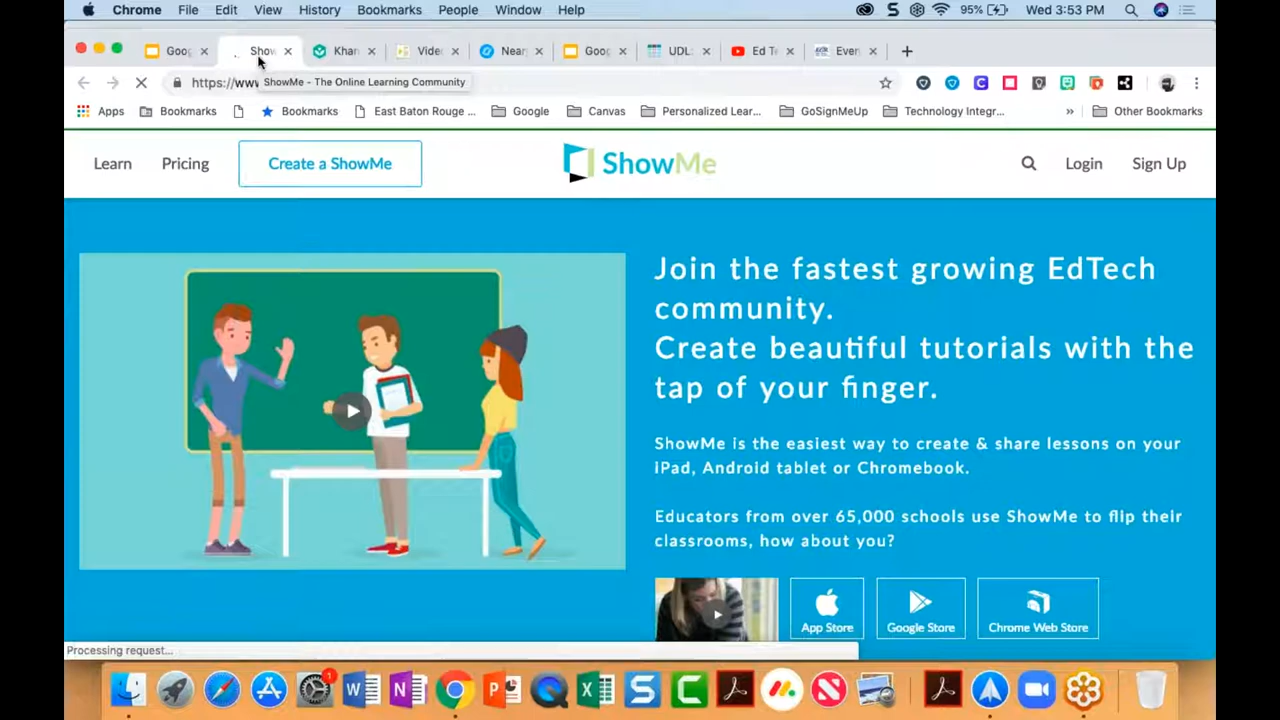 Chrome File Edit View History Bookmarks People Window Help 95% Wed 3:53 PM
Goog Show Khan Vide Near Goog UDL: Ed Te Even
https://www ShowMe - The Online Learning Community
Apps Bookmarks Bookmarks East Baton Rouge ... Google Canvas Personalized Lear... GoSignMeUp Technology Integr... » Other Bookmarks
Learn Pricing Create a ShowMe ShowMe Login Sign Up
Join the fastest growing EdTech
community.
Create beautiful tutorials with the
tap of your finger.
ShowMe is the easiest way to create & share lessons on your
iPad, Android tablet or Chromebook.
Educators from over 65,000 schools use ShowMe to flip their
classrooms, how about you?
App Store Google Store Chrome Web Store
Processing request...